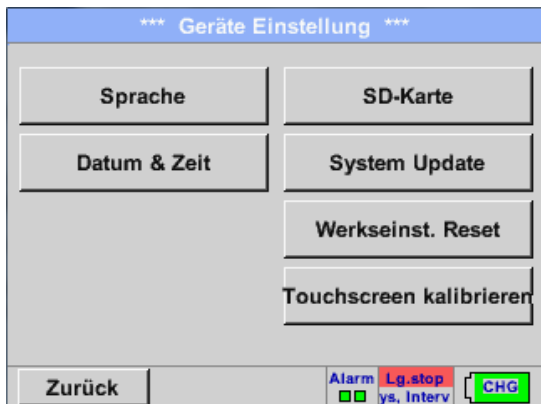 *** Geräte Einstellung ***
Sprache
SD-Karte
Datum & Zeit
System Update
Werkseinst. Reset
Touchscreen kalibrieren
Zurück
Alarm
Lg.stop
ys, Interv
CHG